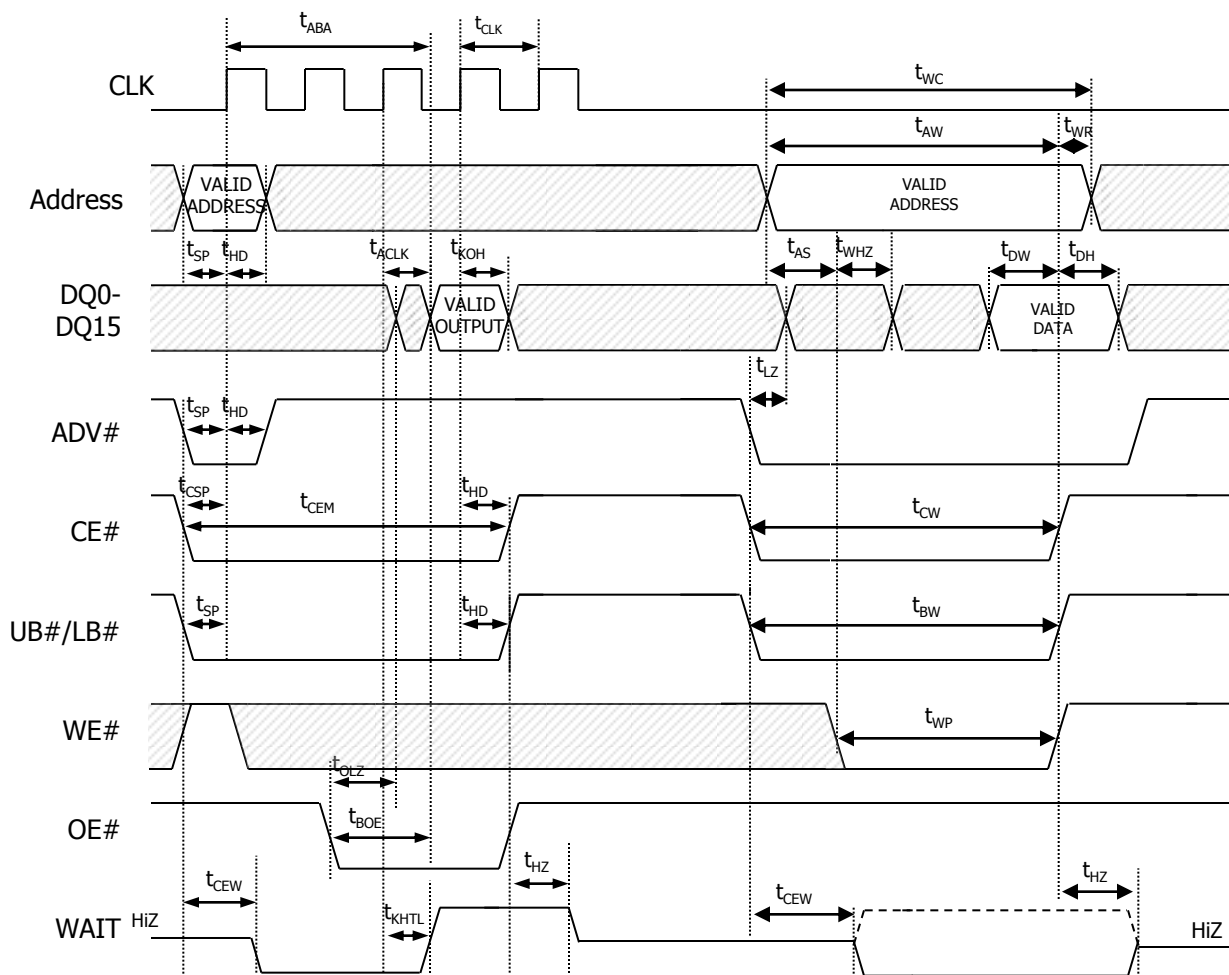 tABA
tCLK
CLK
tWC
tAW
tWR
Address
VALID
ADDRESS
VALID
ADDRESS
tSP
tHD
tACLK
tKOH
tAS
tWHZ
tDW
tDH
DQ0-
DQ15
VALID
OUTPUT
VALID
DATA
tLZ
ADV#
tSP
tHD
CE#
tCSP
tCEM
tHD
tCW
UB#/LB#
tSP
tHD
tBW
WE#
tWP
tOLZ
OE#
tBOE
tHZ
tHZ
tCEW
tKHTL
tCEW
WAIT
HiZ
HiZ